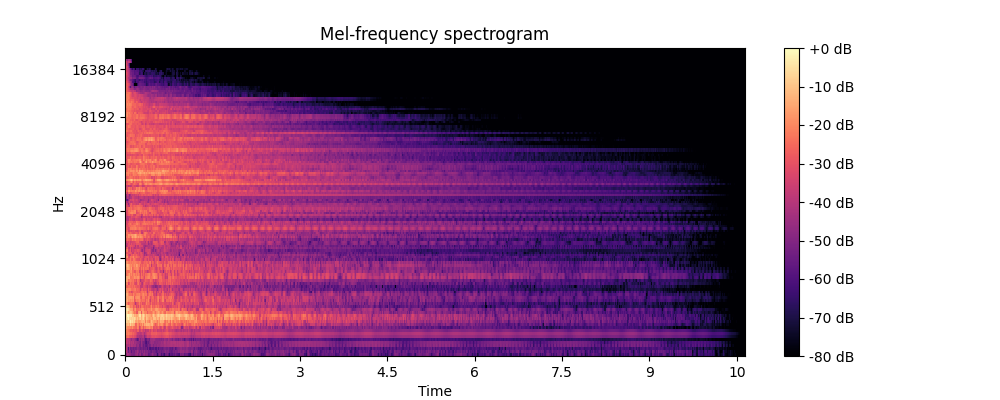 Mel-frequency spectrogram
Hz
16384
8192
4096
2048
1024
512
0
0 1.5 3 4.5 6 7.5 9 10
Time
+0 dB
-10 dB
-20 dB
-30 dB
-40 dB
-50 dB
-60 dB
-70 dB
-80 dB